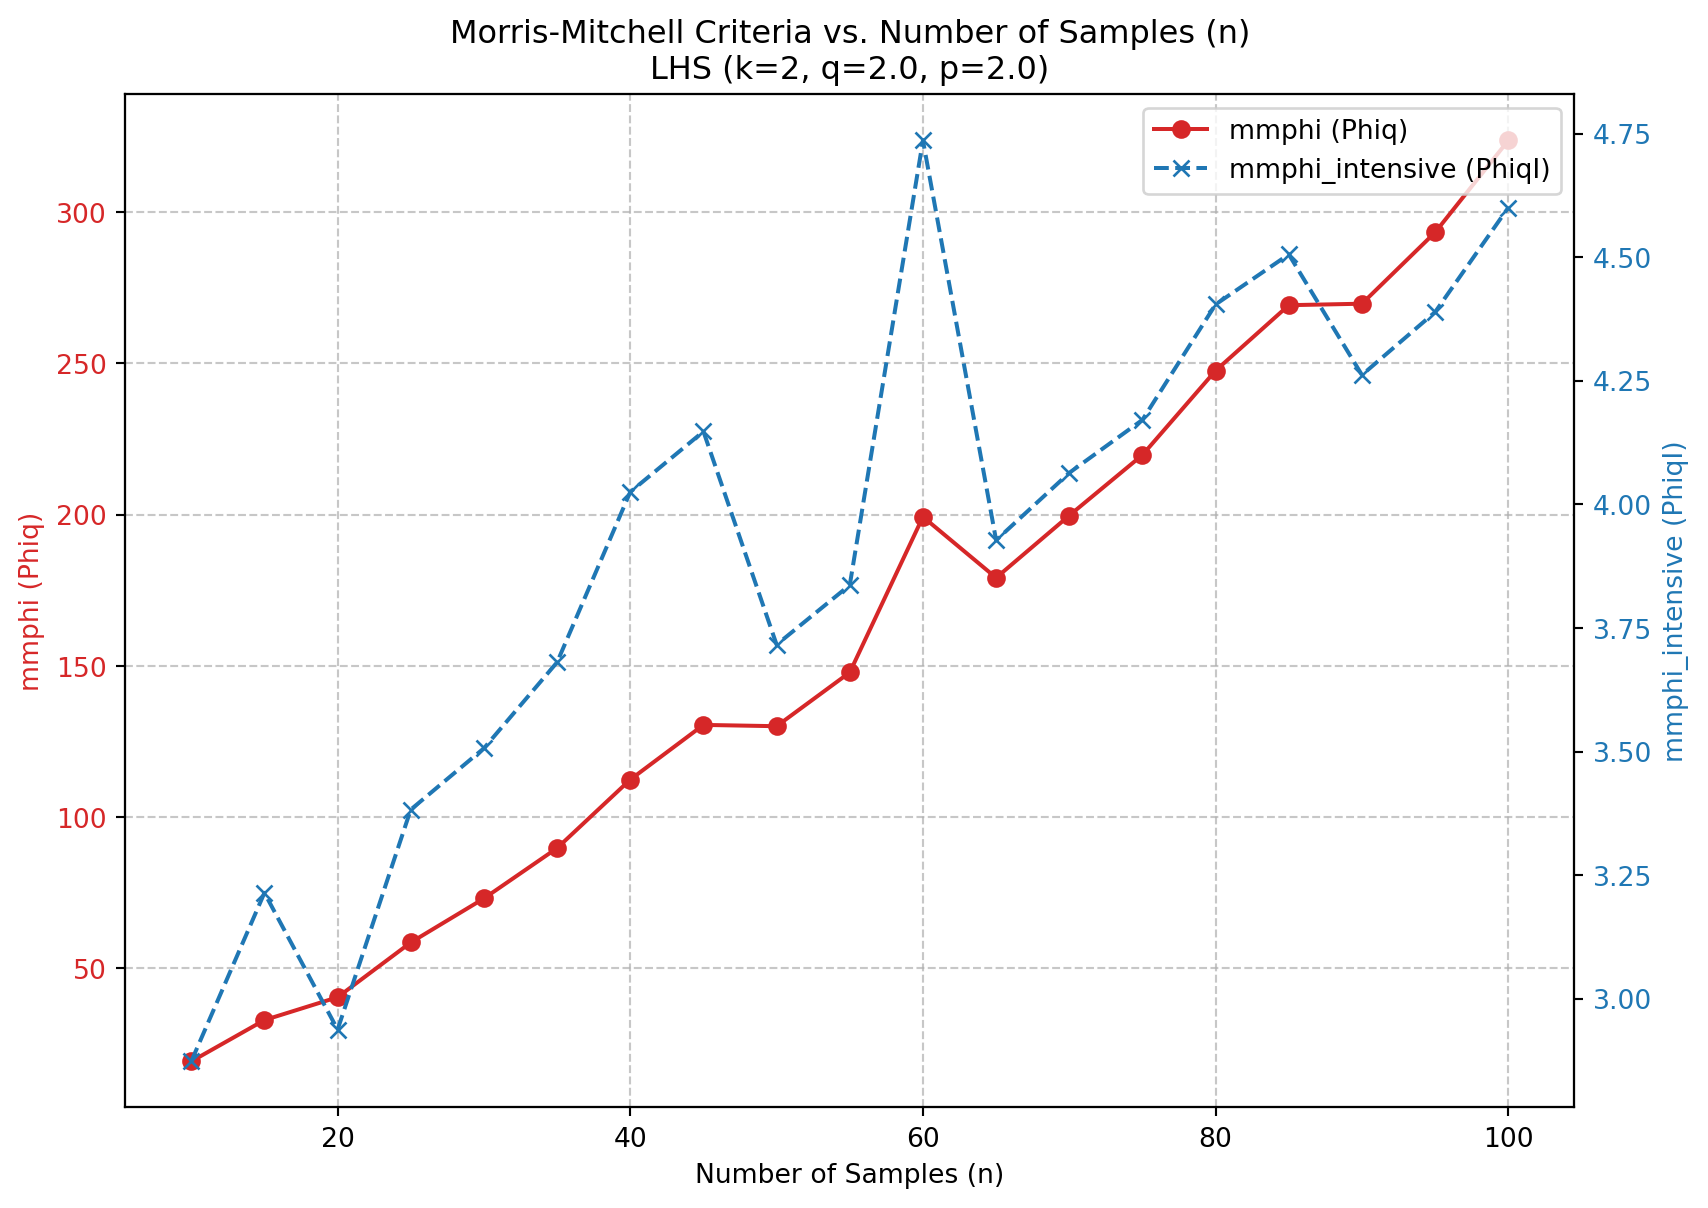 Morris-Mitchell Criteria vs. Number of Samples (n)
LHS (k=2, q=2.0, p=2.0)
mmphi (Phiq)
mmphi_intensive (PhiqI)
300
250
200
150
100
50
mmphi (Phiq)
4.75
4.50
4.25
4.00
3.75
3.50
3.25
3.00
mmphi_intensive (PhiqI)
20 40 60 80 100
Number of Samples (n)